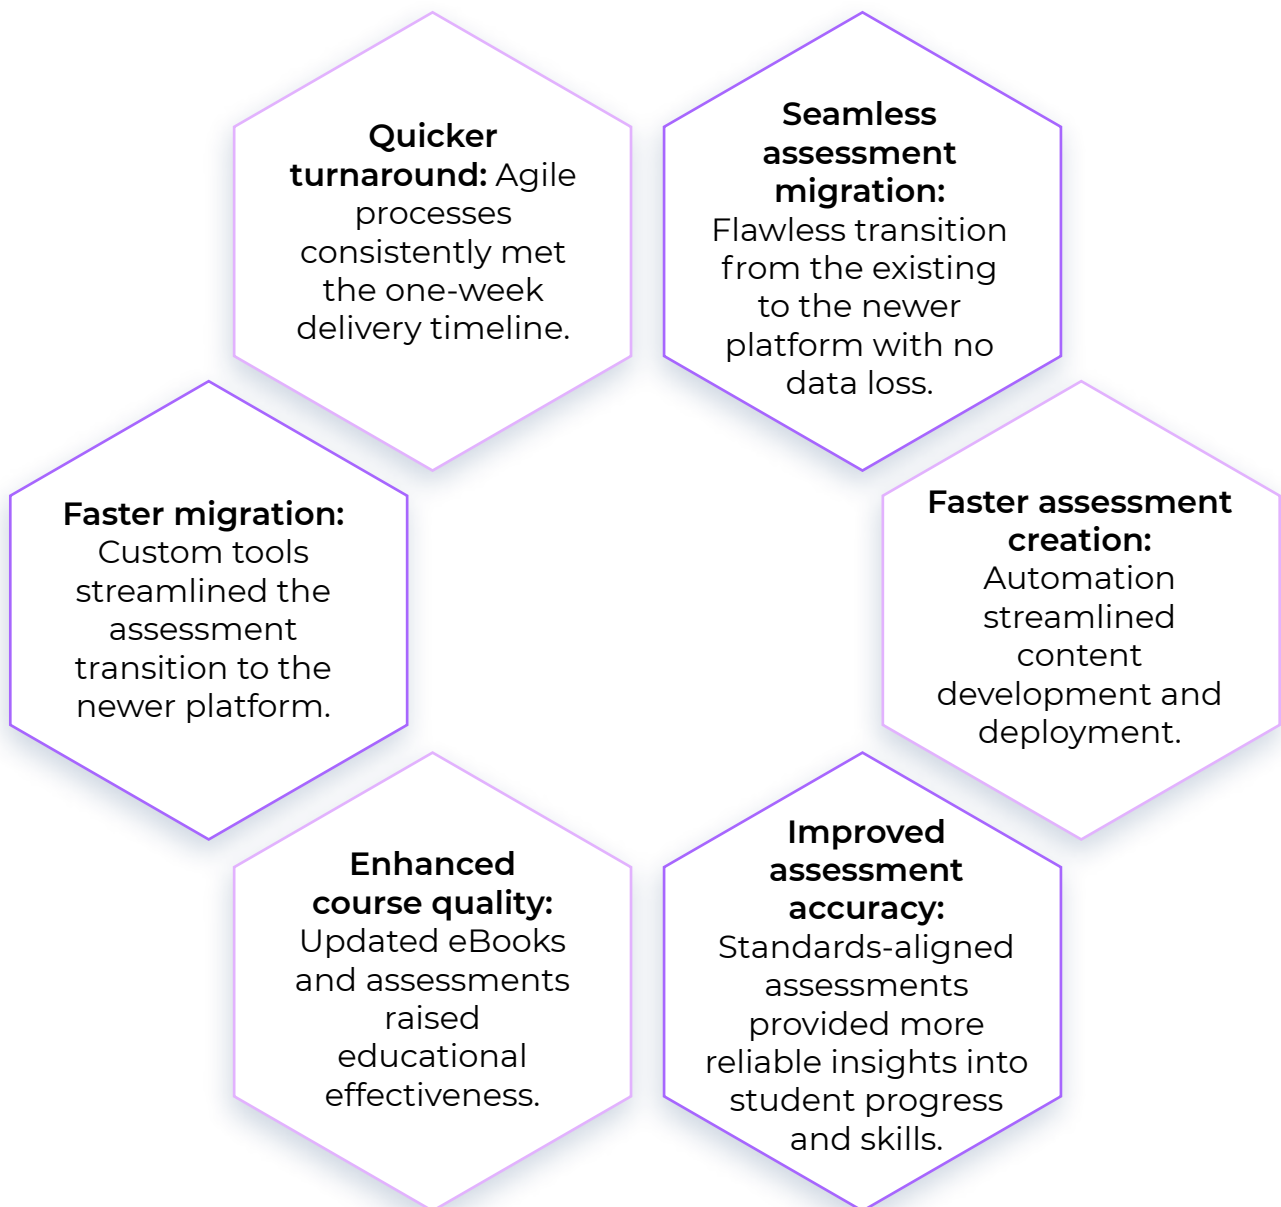 Quicker
turnaround: Agile
processes
consistently met
the one-week
delivery timeline.
Seamless
assessment
migration:
Flawless transition
from the existing
to the newer
platform with no
data loss.
Faster migration:
Custom tools
streamlined the
assessment
transition to the
newer platform.
Faster assessment
creation:
Automation
streamlined
content
development and
deployment.
Enhanced
course quality:
Updated eBooks
and assessments
raised
educational
effectiveness.
Improved
assessment
accuracy:
Standards-aligned
assessments
provided more
reliable insights into
student progress
and skills.